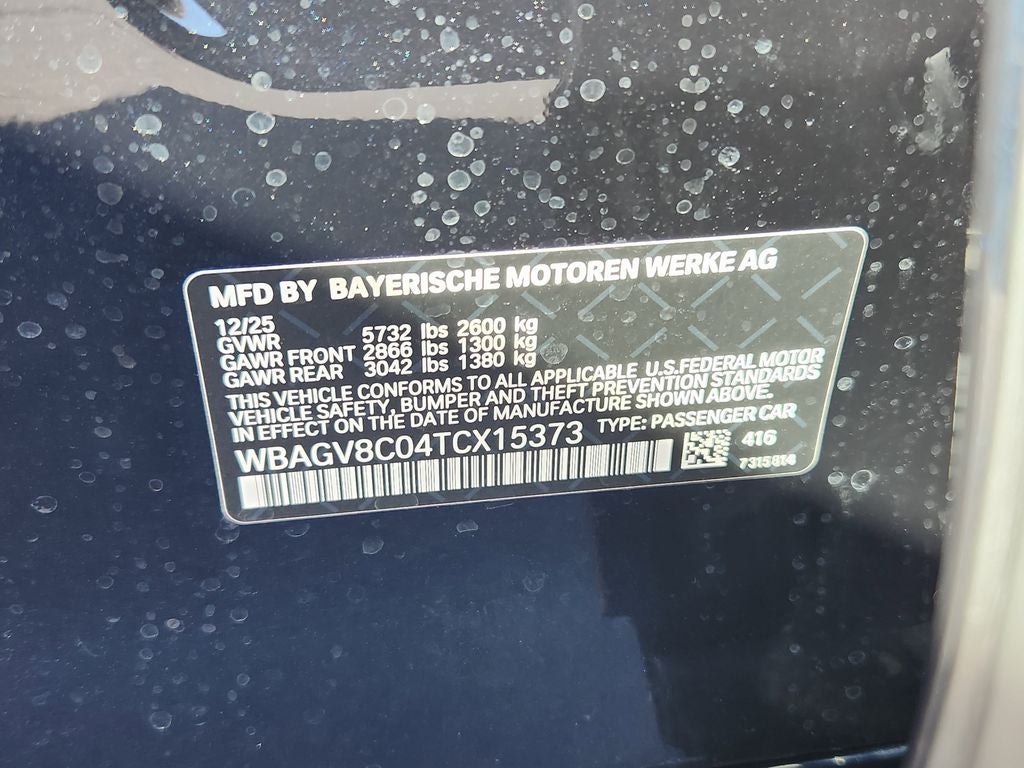 MFD BY BAYERISCHE MOTOREN WERKE AG
12/25
GVWR 5732 lbs 2600 kg
GAWR FRONT 2866 lbs 1300 kg
GAWR REAR 3042 lbs 1380 kg
THIS VEHICLE CONFORMS TO ALL APPLICABLE U.S.FEDERAL MOTOR
VEHICLE SAFETY, BUMPER AND THEFT PREVENTION STANDARDS
IN EFFECT ON THE DATE OF MANUFACTURE SHOWN ABOVE.
WBAGV8C04TCX15373 TYPE: PASSENGER CAR
416
7315814